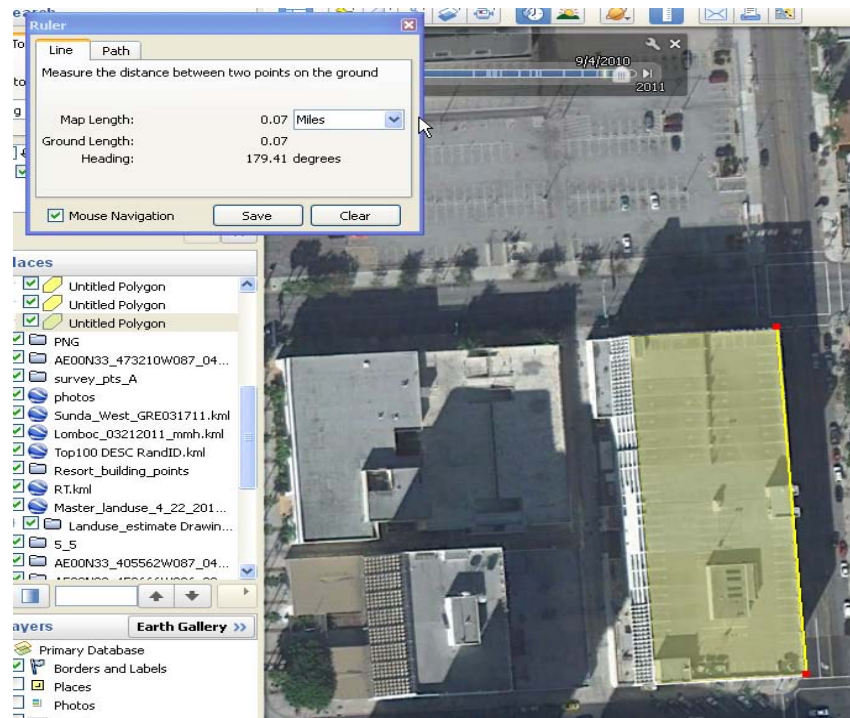 Ruler
Line
Path
Measure the distance between two points on the ground
Map Length:
0.07
Miles
Ground Length:
0.07
Heading:
179.41 degrees
Mouse Navigation
Save
Clear
9/4/2010
2011
laces
Untitled Polygon
Untitled Polygon
Untitled Polygon
PNG
AE00N33_473210W087_04...
survey_pts_A
photos
Sunda_West_GRE031711.kml
Lomboc_03212011_mmh.kml
Top100 DESC RandID.kml
Resort_building_points
RT.kml
Master_landuse_4_22_201...
Landuse_estimate Drawin...
5_5
AE00N33_405562W087_04...
ayers
Earth Gallery >>
Primary Database
Borders and Labels
Places
Photos